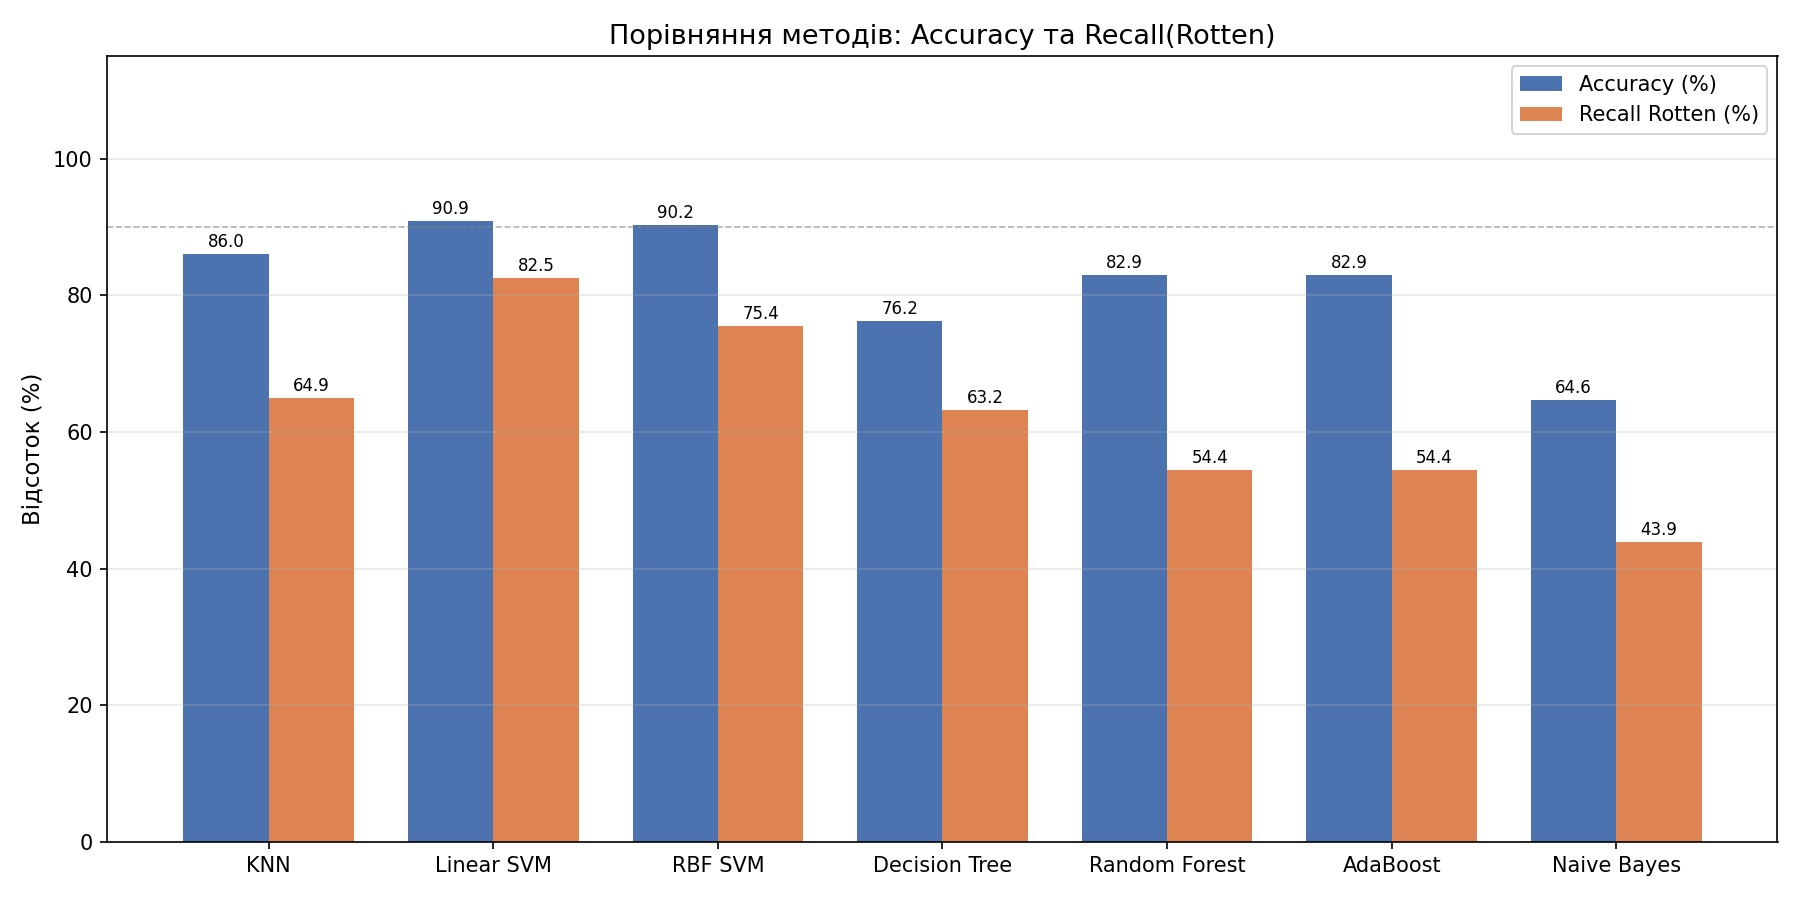 Порівняння методів: Accuracy та Recall(Rotten)
Accuracy (%)
Recall Rotten (%)
Відсоток (%)
100
80
60
40
20
0
86.0
64.9
90.9
82.5
90.2
75.4
76.2
63.2
82.9
54.4
82.9
54.4
64.6
43.9
KNN
Linear SVM
RBF SVM
Decision Tree
Random Forest
AdaBoost
Naive Bayes